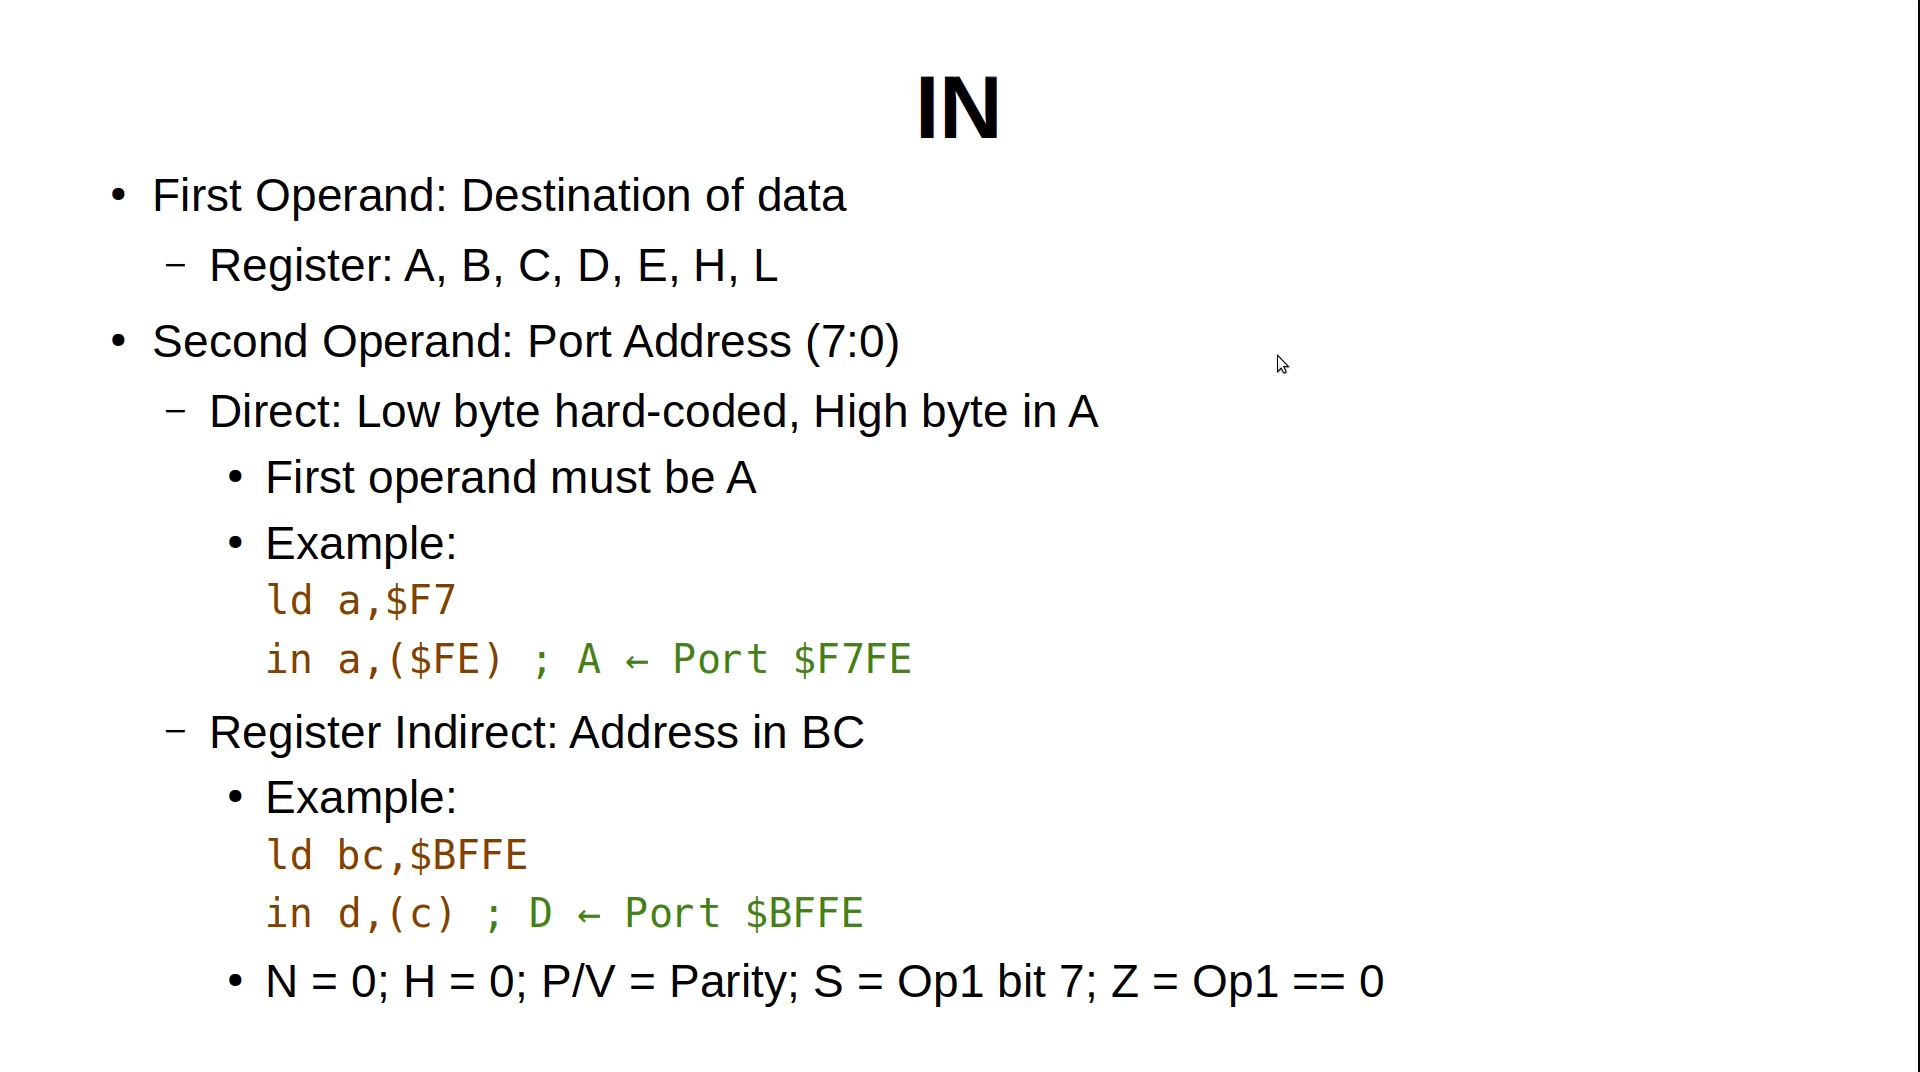 IN
• First Operand: Destination of data
– Register: A, B, C, D, E, H, L
• Second Operand: Port Address (7:0)
– Direct: Low byte hard-coded, High byte in A
• First operand must be A
• Example:
ld a,$F7
in a,($FE) ; A ← Port $F7FE
– Register Indirect: Address in BC
• Example:
ld bc,$BFFE
in d,(c) ; D ← Port $BFFE
• N = 0; H = 0; P/V = Parity; S = Op1 bit 7; Z = Op1 == 0